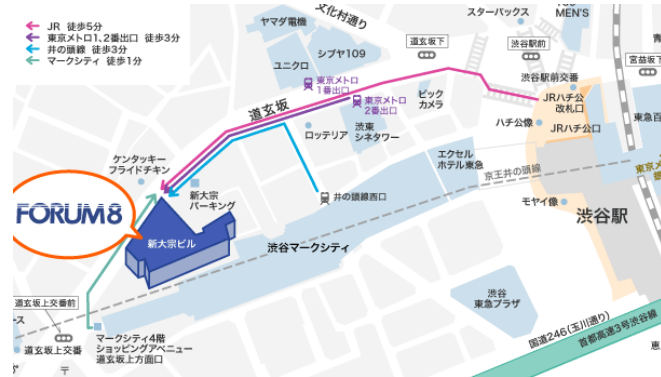 JR 徒歩5分
東京メトロ1、2番出口 徒歩3分
井の頭線 徒歩3分
マークシティ 徒歩1分
ヤマダ電機
文化村通り
スターバックス
MEN'S
シブヤ109
ユニクロ
道玄坂下
渋谷駅前
宮益坂下
東京メトロ
1番出口
東京メトロ
2番出口
ビック
カメラ
渋谷駅前交番
JRハチ公
改札口
道玄坂
ロッテリア
渋東
シネタワー
ハチ公像
JRハチ公口
東急百
ケンタッキー
フライドチキン
エクセル
ホテル東急
京王井の頭線
東京メトロ
新大宗
パーキング
井の頭線西口
モヤイ像
渋谷駅
FORUM8
新大宗ビル
渋谷マークシティ
道玄坂上交番前
渋谷
東急プラザ
ース
道玄坂上交番
マークシティ4階
ショッピングアベニュー
道玄坂上方面口
国道246(玉川通り)
首都高速3号渋谷線
恵
〒